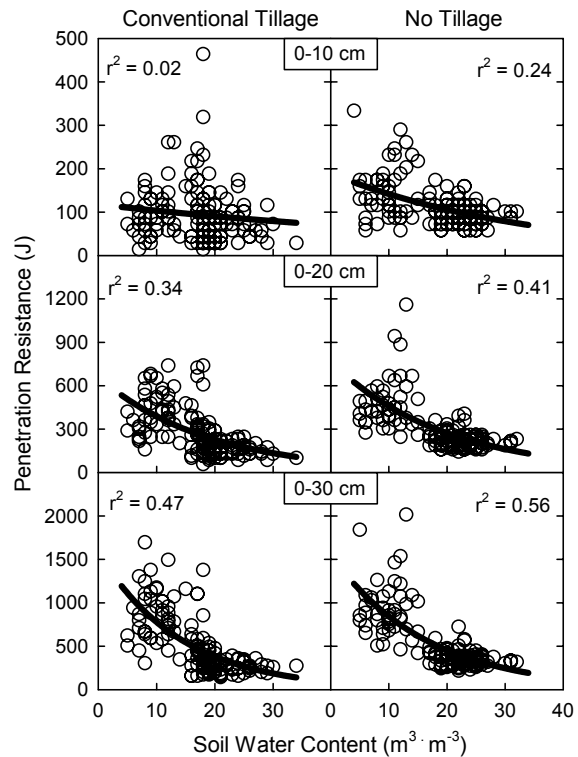 Conventional Tillage No Tillage
500 r² = 0.02 0-10 cm r² = 0.24
400
300
200
100
0
0-20 cm
1200 r² = 0.34 r² = 0.41
900
600
300
0
0-30 cm
2000 r² = 0.47 r² = 0.56
1500
1000
500
0
0 10 20 30 0 10 20 30 40
Soil Water Content (m³ · m⁻³)
Penetration Resistance (J)